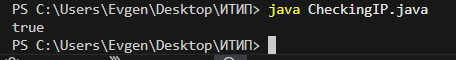 PS C:\Users\Evgen\Desktop\ИТИП> java CheckingIP.java
true
PS C:\Users\Evgen\Desktop\ИТИП>